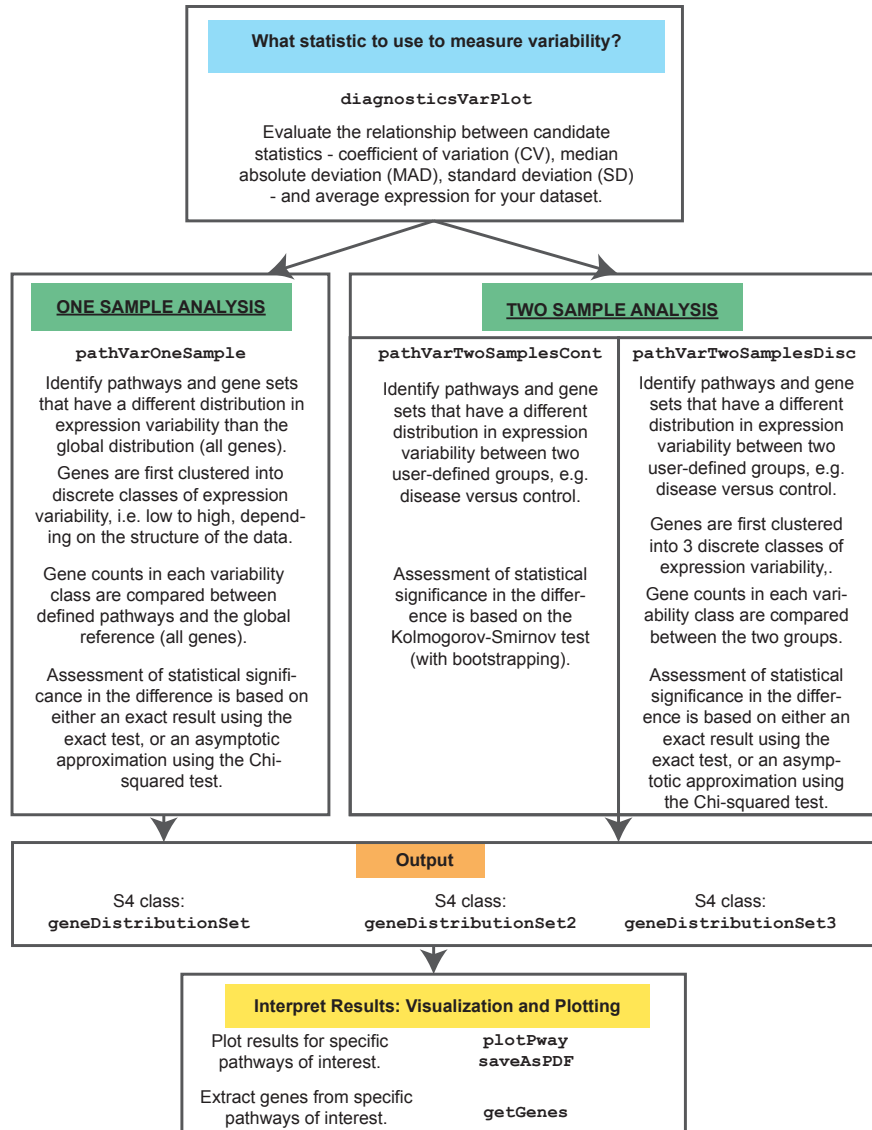 What statistic to use to measure variability?
diagnosticsVarPlot
Evaluate the relationship between candidate
statistics - coefficient of variation (CV), median
absolute deviation (MAD), standard deviation (SD)
- and average expression for your dataset.
ONE SAMPLE ANALYSIS
pathVarOneSample
Identify pathways and gene sets
that have a different distribution in
expression variability than the
global distribution (all genes).
Genes are first clustered into
discrete classes of expression
variability, i.e. low to high, depend-
ing on the structure of the data.
Gene counts in each variability
class are compared between
defined pathways and the global
reference (all genes).
Assessment of statistical signifi-
cance in the difference is based on
either an exact result using the
exact test, or an asymptotic
approximation using the Chi-
squared test.
TWO SAMPLE ANALYSIS
pathVarTwoSamplesCont
Identify pathways and gene
sets that have a different
distribution in expression
variability between two
user-defined groups, e.g.
disease versus control.
Assessment of statistical
significance in the differ-
ence is based on the
Kolmogorov-Smirnov test
(with bootstrapping).
pathVarTwoSamplesDisc
Identify pathways and gene
sets that have a different
distribution in expression
variability between two
user-defined groups, e.g.
disease versus control.
Genes are first clustered
into 3 discrete classes of
expression variability,.
Gene counts in each vari-
ability class are compared
between the two groups.
Assessment of statistical
significance in the differ-
ence is based on either an
exact result using the
exact test, or an asymp-
totic approximation using
the Chi-squared test.
Output
S4 class:
geneDistributionSet
S4 class:
geneDistributionSet2
S4 class:
geneDistributionSet3
Interpret Results: Visualization and Plotting
Plot results for specific
pathways of interest.
plotPway
saveAsPDF
Extract genes from specific
pathways of interest.
getGenes